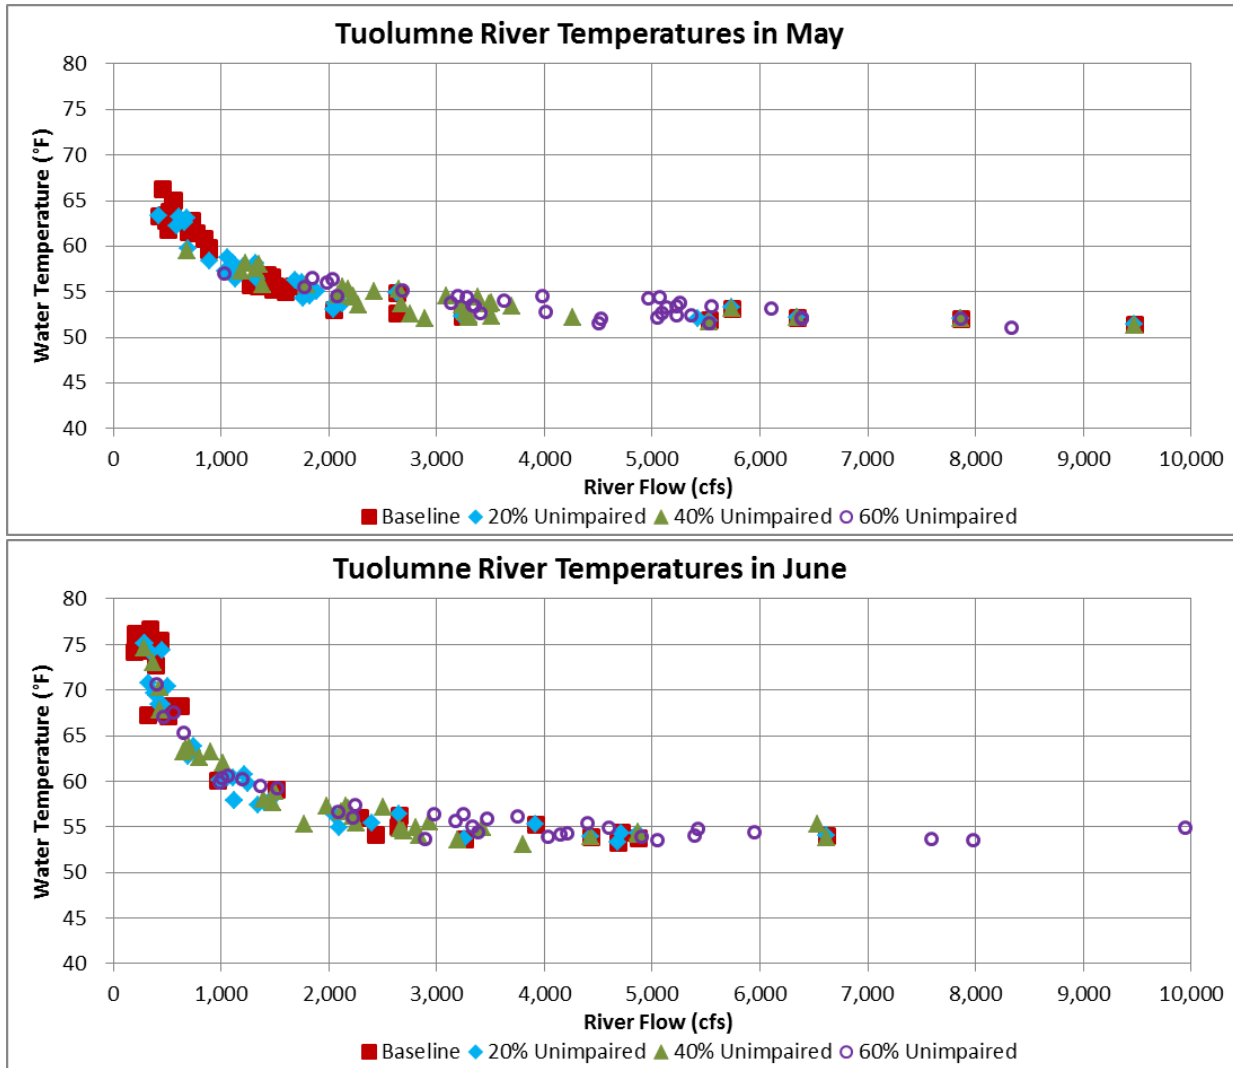 Tuolumne River Temperatures in May
Water Temperature (°F)
80
75
70
65
60
55
50
45
40
0 1,000 2,000 3,000 4,000 5,000 6,000 7,000 8,000 9,000 10,000
River Flow (cfs)
Baseline 20% Unimpaired 40% Unimpaired 60% Unimpaired
Tuolumne River Temperatures in June
Water Temperature (°F)
80
75
70
65
60
55
50
45
40
0 1,000 2,000 3,000 4,000 5,000 6,000 7,000 8,000 9,000 10,000
River Flow (cfs)
Baseline 20% Unimpaired 40% Unimpaired 60% Unimpaired